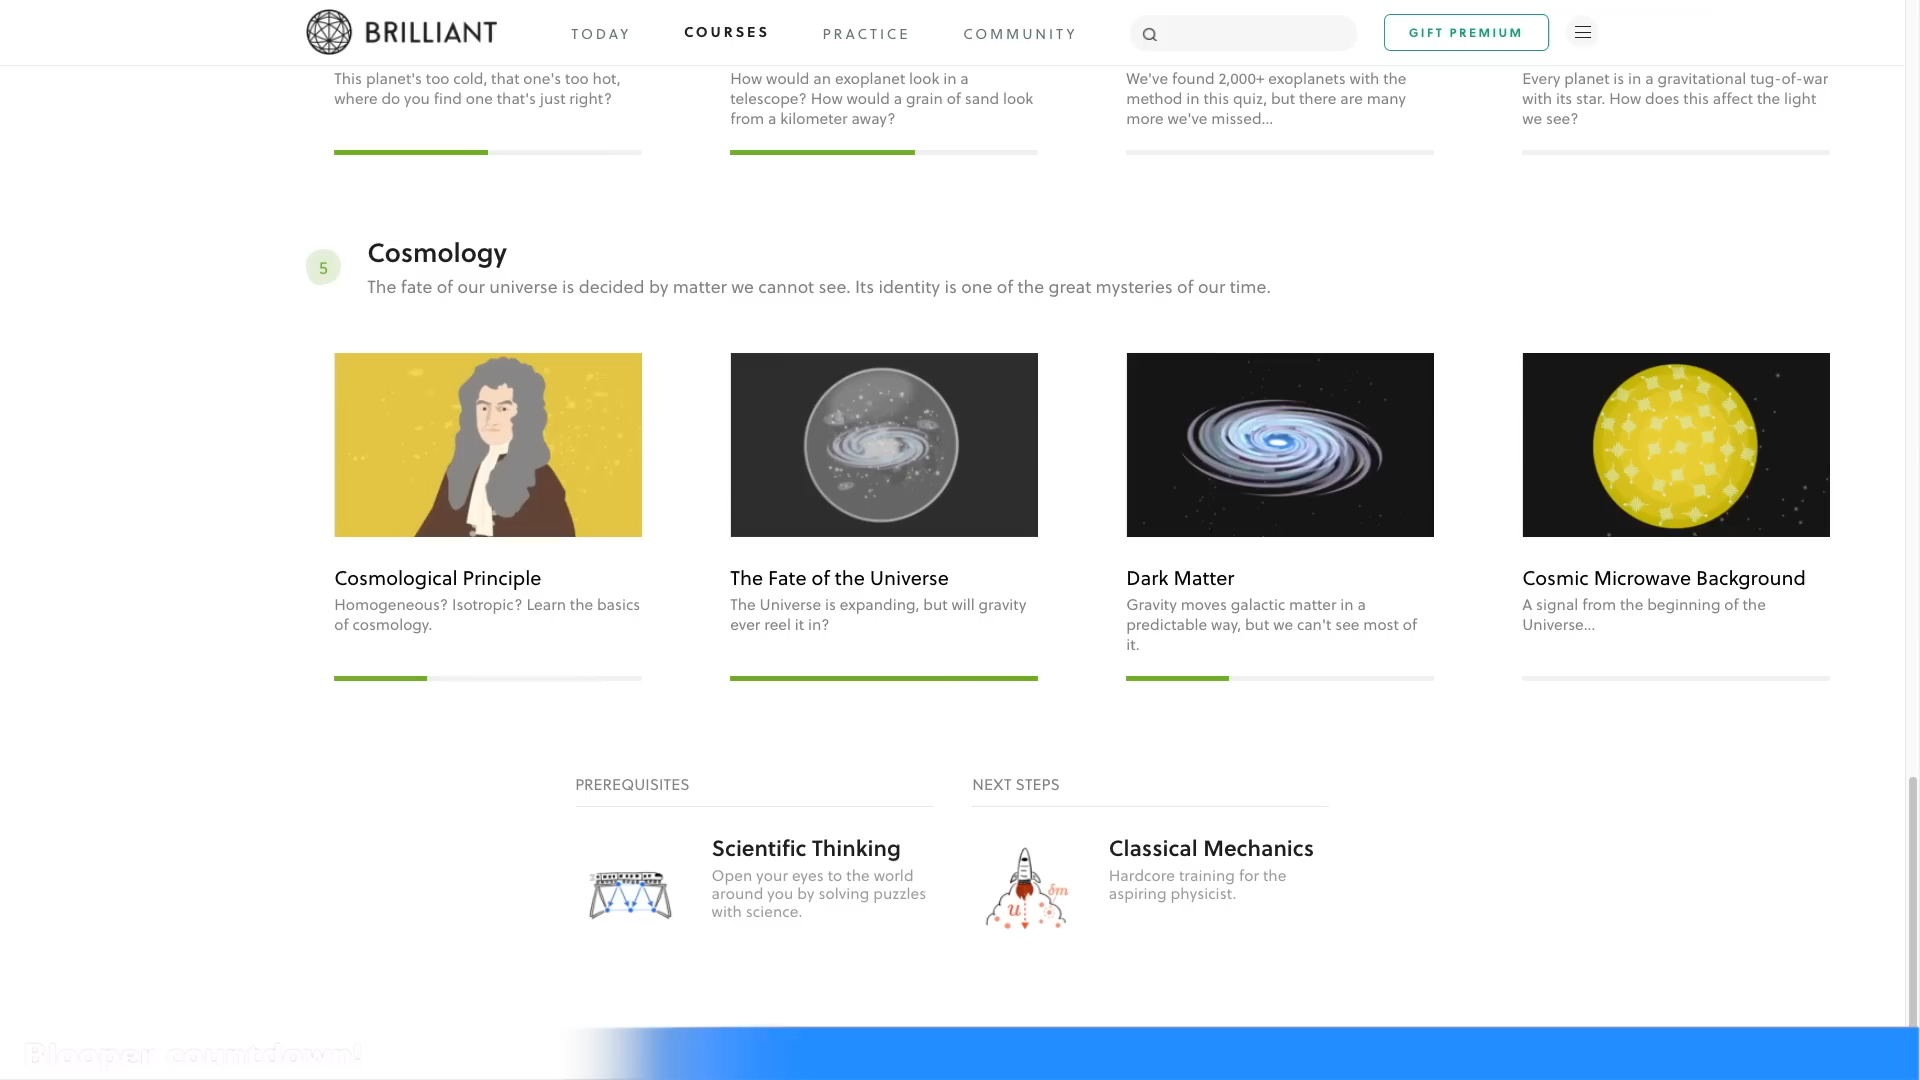 BRILLIANT
TODAY
COURSES
PRACTICE
COMMUNITY
GIFT PREMIUM
This planet's too cold, that one's too hot,
where do you find one that's just right?
How would an exoplanet look in a
telescope? How would a grain of sand look
from a kilometer away?
We've found 2,000+ exoplanets with the
method in this quiz, but there are many
more we've missed...
Every planet is in a gravitational tug-of-war
with its star. How does this affect the light
we see?
5
Cosmology
The fate of our universe is decided by matter we cannot see. Its identity is one of the great mysteries of our time.
Cosmological Principle
Homogeneous? Isotropic? Learn the basics
of cosmology.
The Fate of the Universe
The Universe is expanding, but will gravity
ever reel it in?
Dark Matter
Gravity moves galactic matter in a
predictable way, but we can't see most of
it.
Cosmic Microwave Background
A signal from the beginning of the
Universe...
PREREQUISITES
Scientific Thinking
Open your eyes to the world
around you by solving puzzles
with science.
NEXT STEPS
u
δm
Classical Mechanics
Hardcore training for the
aspiring physicist.
Blooper countdown!